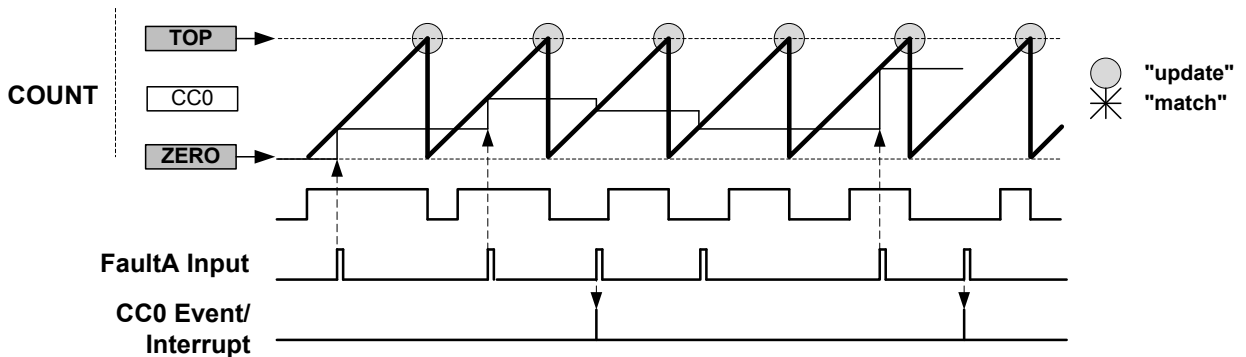 TOP
COUNT
CC0
ZERO
"update"
"match"
FaultA Input
CC0 Event/
Interrupt